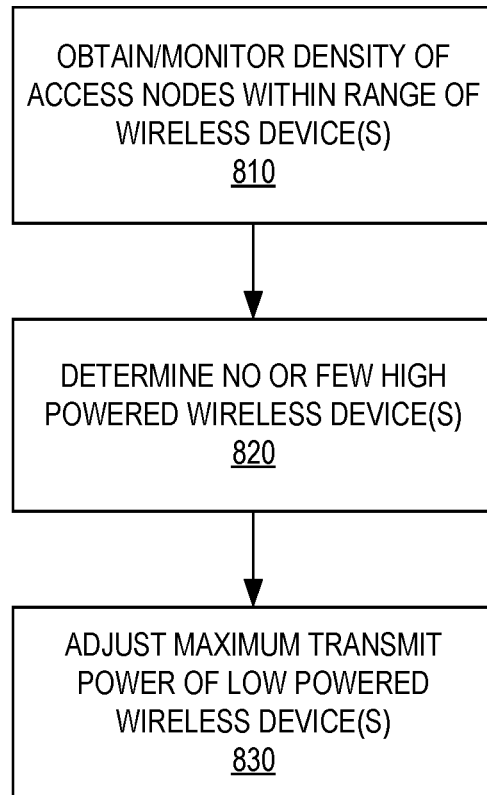 OBTAIN/MONITOR DENSITY OF
ACCESS NODES WITHIN RANGE OF
WIRELESS DEVICE(S)
810
DETERMINE NO OR FEW HIGH
POWERED WIRELESS DEVICE(S)
820
ADJUST MAXIMUM TRANSMIT
POWER OF LOW POWERED
WIRELESS DEVICE(S)
830